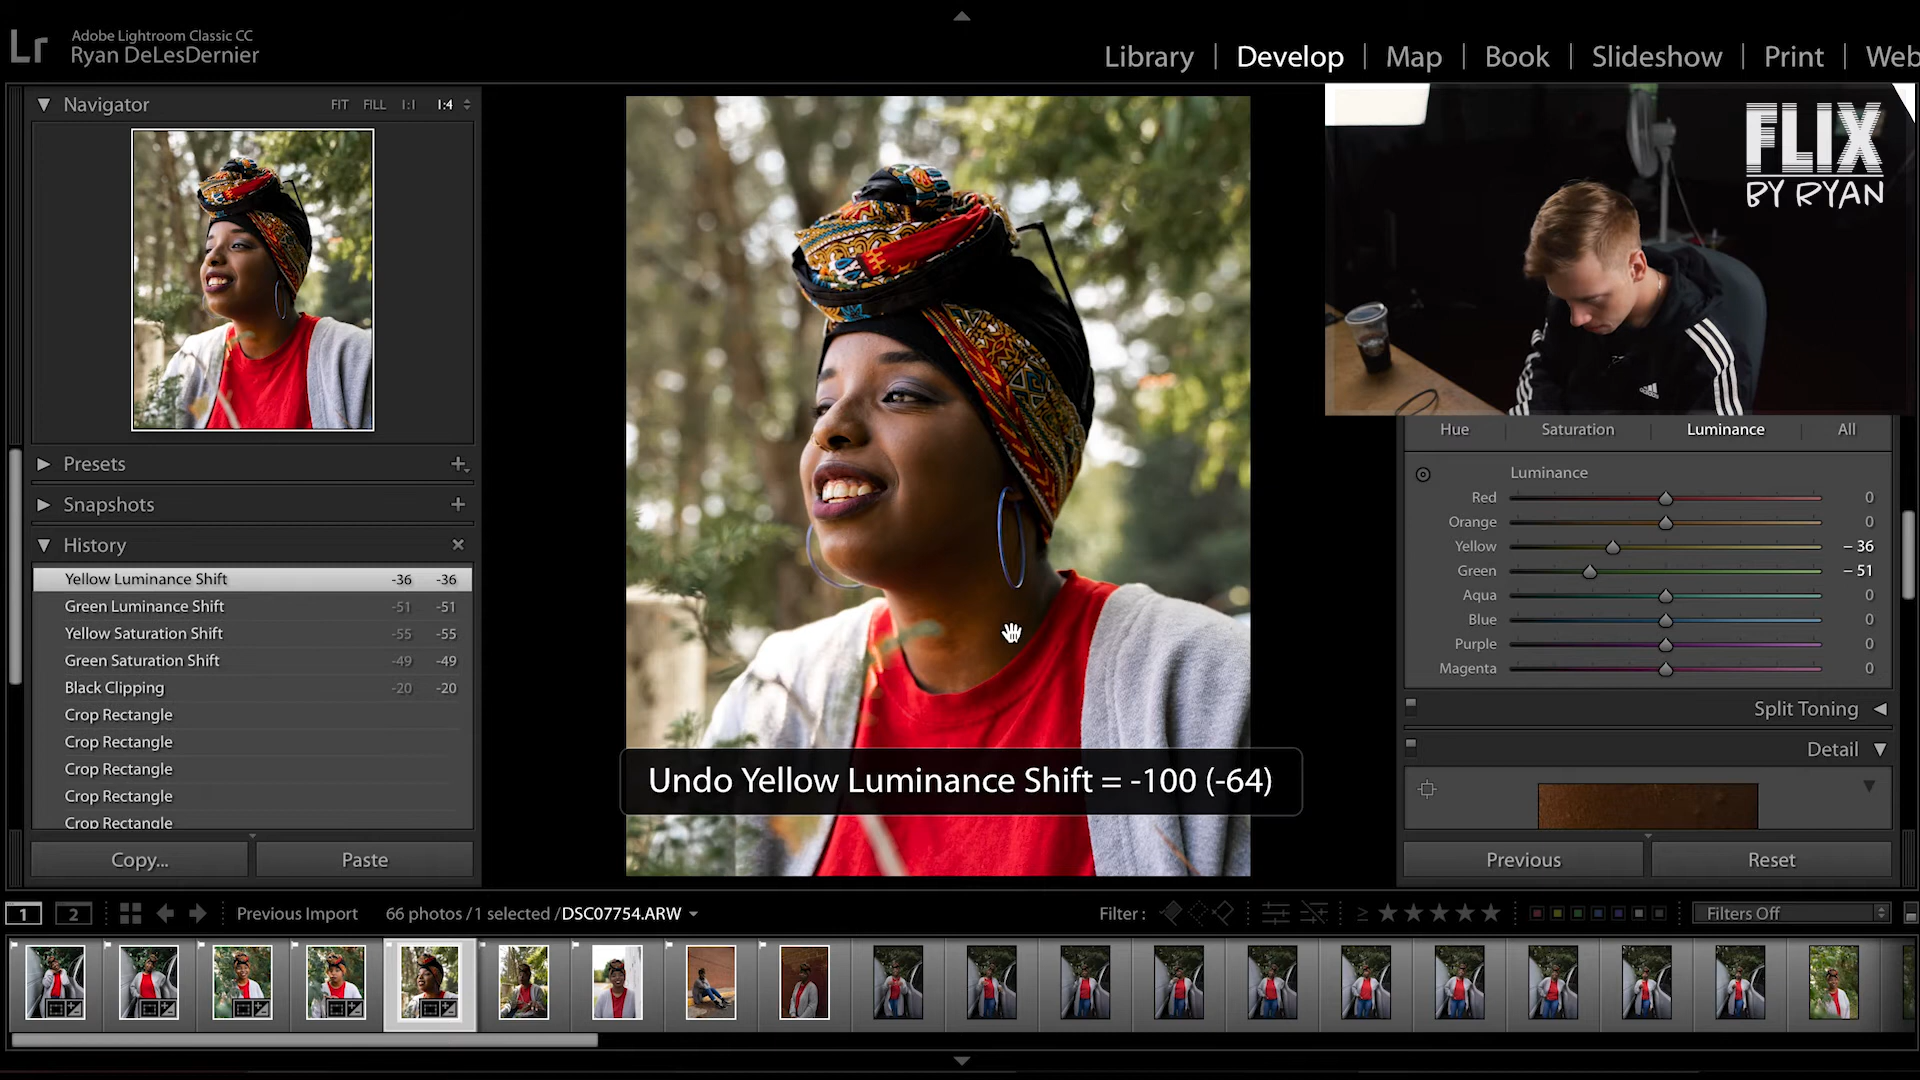 Lr
Adobe Lightroom Classic CC
Ryan DeLesDernier
Library | Develop | Map | Book | Slideshow | Print | Web
Navigator FIT FILL 1:1 1:4
FLIX
BY RYAN
Presets
Snapshots
History
Yellow Luminance Shift -36 -36
Green Luminance Shift -51 -51
Yellow Saturation Shift -55 -55
Green Saturation Shift -49 -49
Black Clipping -20 -20
Crop Rectangle
Crop Rectangle
Crop Rectangle
Crop Rectangle
Crop Rectangle
Copy... Paste
Undo Yellow Luminance Shift = -100 (-64)
Hue Saturation Luminance All
Luminance
Red 0
Orange 0
Yellow – 36
Green – 51
Aqua 0
Blue 0
Purple 0
Magenta 0
Split Toning
Detail
Previous Reset
1 2 Previous Import 66 photos / 1 selected / DSC07754.ARW Filter : ≥ ★★★★★ Filters Off